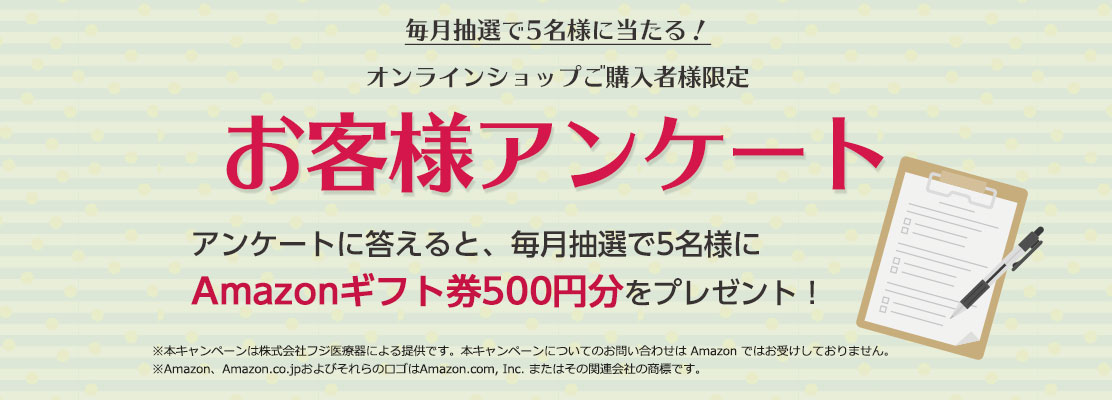 毎月抽選で5名様に当たる！
オンラインショップご購入者様限定
お客様アンケート
アンケートに答えると、毎月抽選で5名様に
Amazonギフト券500円分をプレゼント！
※本キャンペーンは株式会社フジ医療器による提供です。本キャンペーンについてのお問い合わせは Amazon ではお受けしておりません。
※Amazon、Amazon.co.jpおよびそれらのロゴはAmazon.com, Inc. またはその関連会社の商標です。